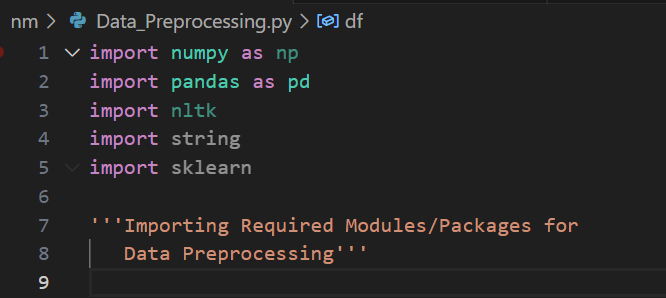 nm > Data_Preprocessing.py > df
1 import numpy as np
2 import pandas as pd
3 import nltk
4 import string
5 import sklearn
6
7 '''Importing Required Modules/Packages for
8 Data Preprocessing'''
9